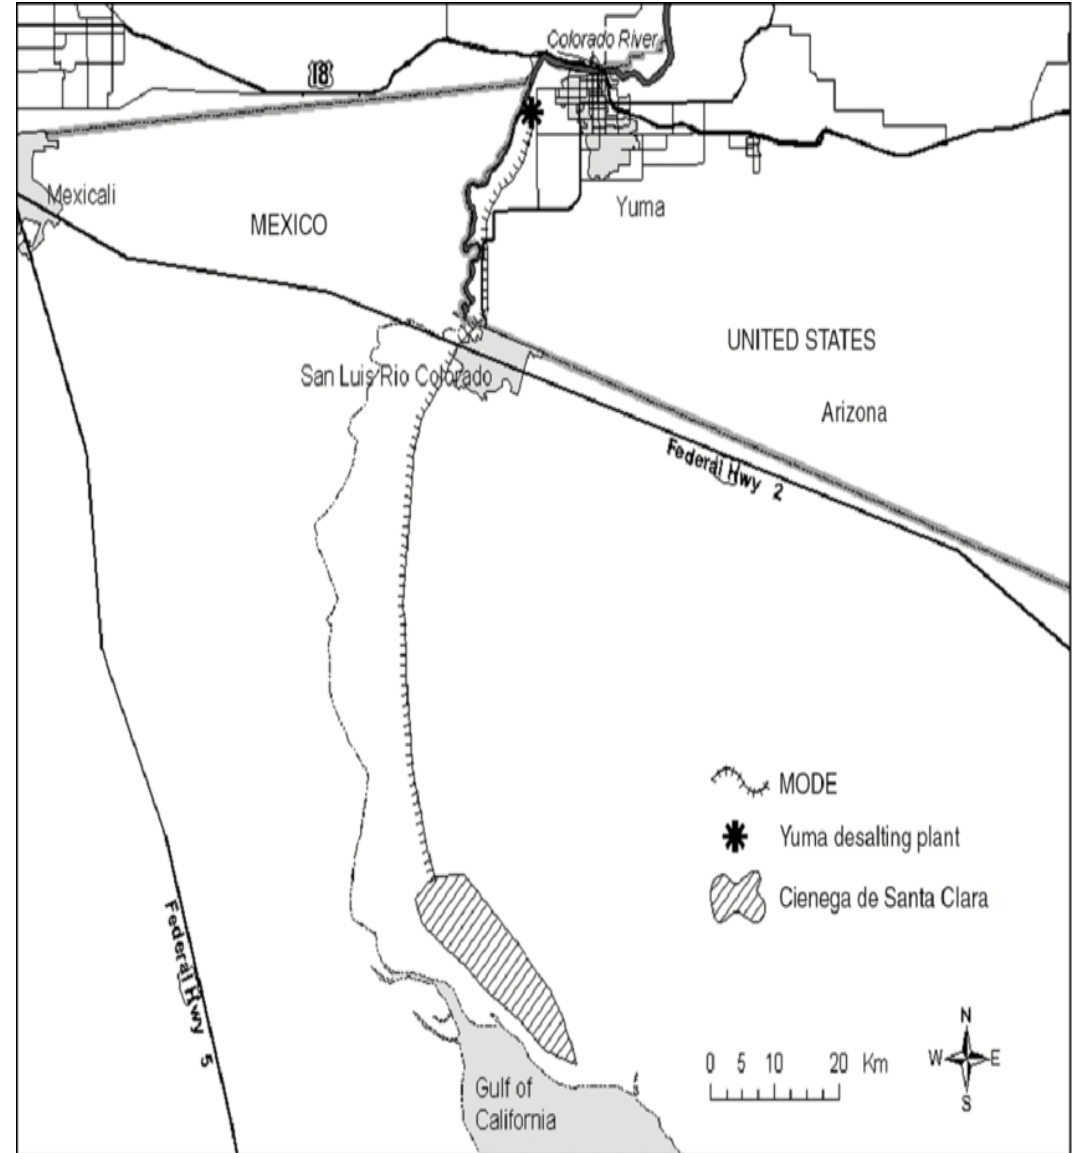 Colorado River
18
Mexicali
MEXICO
Yuma
UNITED STATES
San Luis Rio Colorado
Arizona
Federal Hwy 2
MODE
Yuma desalting plant
Cienega de Santa Clara
Federal Hwy 5
N
W E
S
0 5 10 20 Km
Gulf of
California